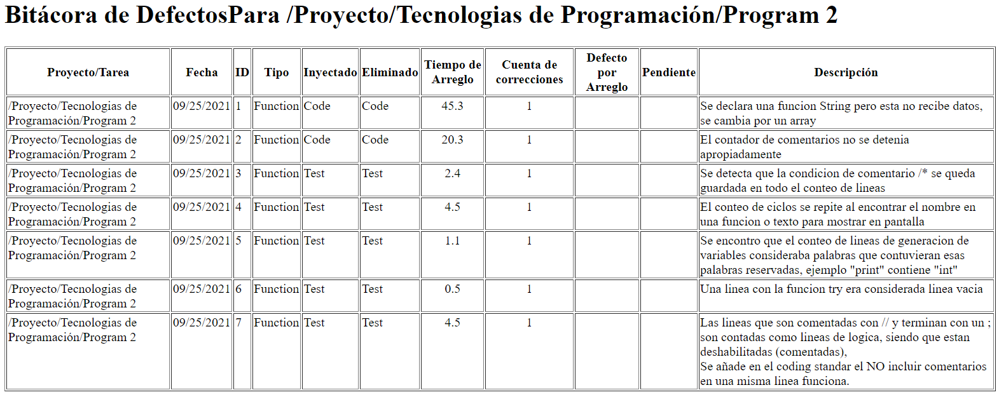 Bitácora de DefectosPara /Proyecto/Tecnologias de Programación/Program 2
Proyecto/Tarea Fecha ID Tipo Inyectado Eliminado Tiempo de Arreglo Cuenta de correcciones Defecto por Arreglo Pendiente Descripción
/Proyecto/Tecnologias de 09/25/2021 1 Function Code Code 45.3 1 Se declara una funcion String pero esta no recibe datos,
Programación/Program 2 se cambia por un array
/Proyecto/Tecnologias de 09/25/2021 2 Function Code Code 20.3 1 El contador de comentarios no se detenia
Programación/Program 2 apropiadamente
/Proyecto/Tecnologias de 09/25/2021 3 Function Test Test 2.4 1 Se detecta que la condicion de comentario /* se queda
Programación/Program 2 guardada en todo el conteo de lineas
/Proyecto/Tecnologias de 09/25/2021 4 Function Test Test 4.5 1 El conteo de ciclos se repite al encontrar el nombre en
Programación/Program 2 una funcion o texto para mostrar en pantalla
/Proyecto/Tecnologias de 09/25/2021 5 Function Test Test 1.1 1 Se encontro que el conteo de lineas de generacion de
Programación/Program 2 variables consideraba palabras que contuvieran esas
palabras reservadas, ejemplo "print" contiene "int"
/Proyecto/Tecnologias de 09/25/2021 6 Function Test Test 0.5 1 Una linea con la funcion try era considerada linea vacia
Programación/Program 2
/Proyecto/Tecnologias de 09/25/2021 7 Function Test Test 4.5 1 Las lineas que son comentadas con // y terminan con un ;
Programación/Program 2 son contadas como lineas de logica, siendo que estan
deshabilitadas (comentadas),
Se añade en el coding standar el NO incluir comentarios
en una misma linea funciona.